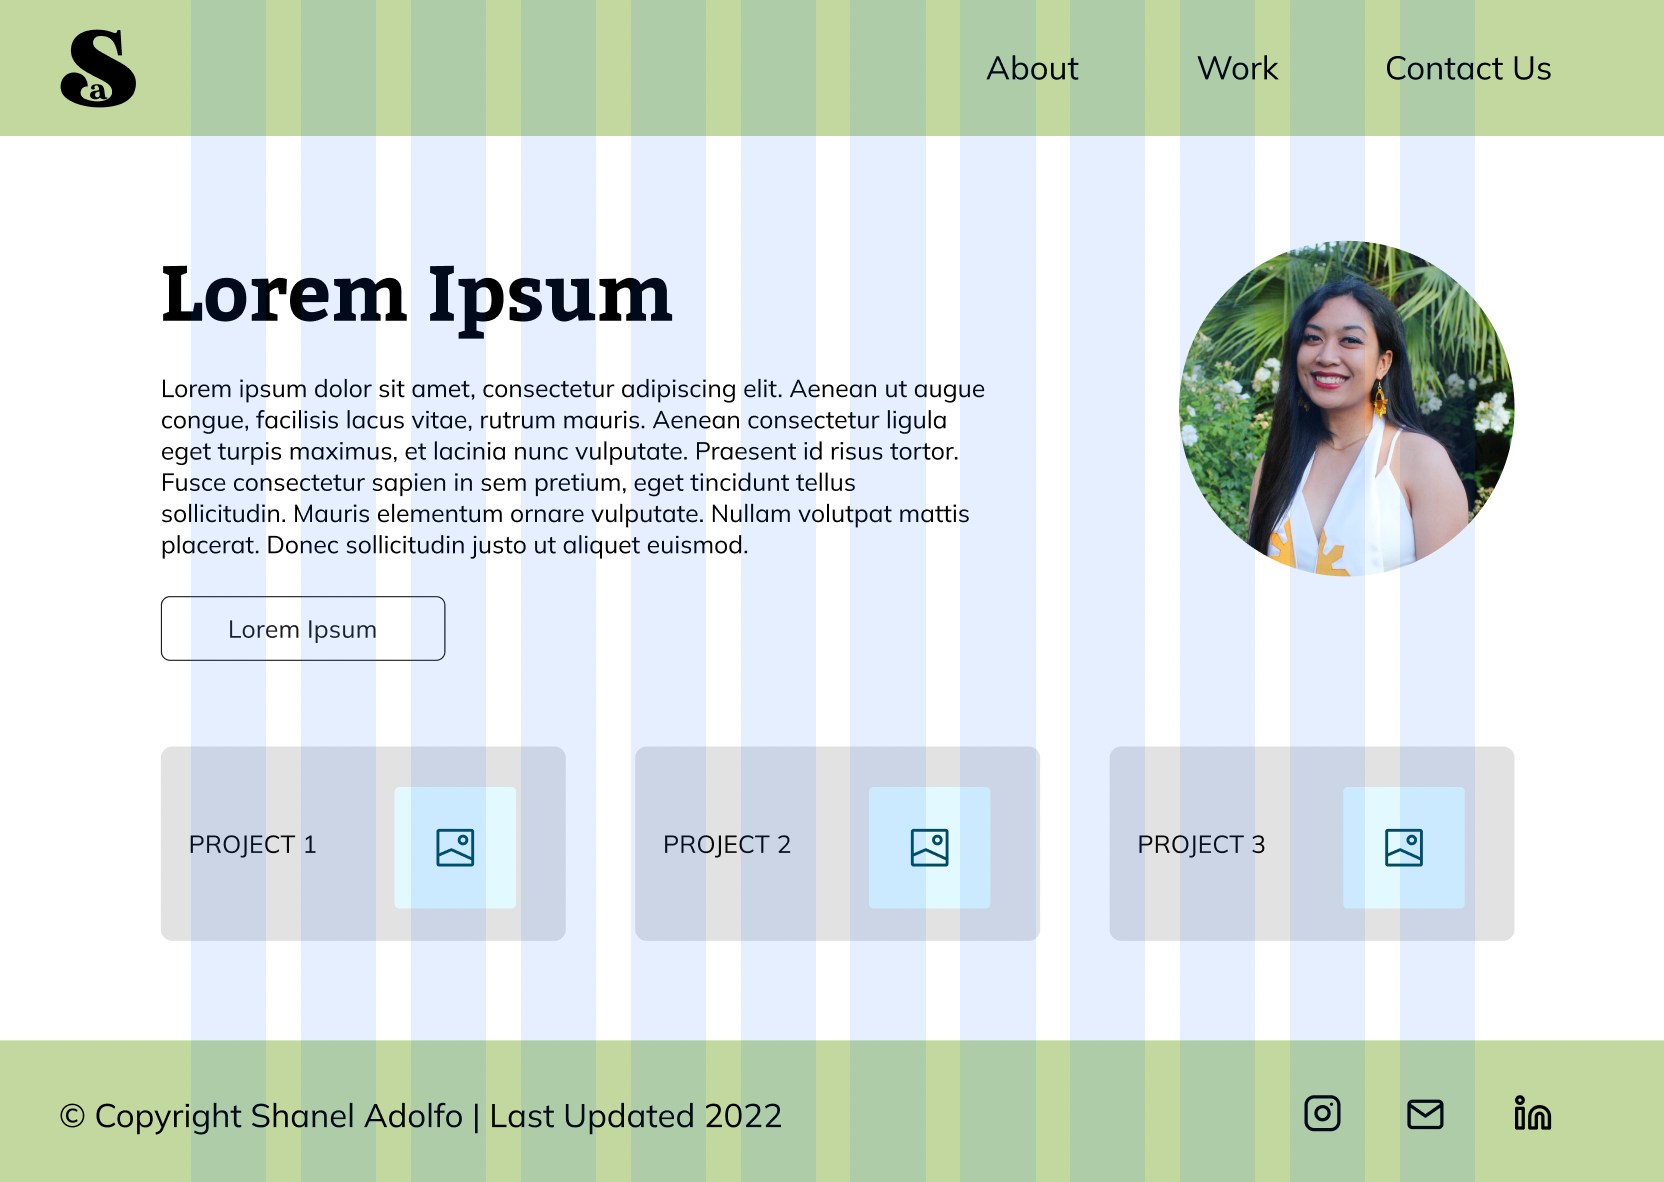 Sa
About Work Contact Us
Lorem Ipsum
Lorem ipsum dolor sit amet, consectetur adipiscing elit. Aenean ut augue
congue, facilisis lacus vitae, rutrum mauris. Aenean consectetur ligula
eget turpis maximus, et lacinia nunc vulputate. Praesent id risus tortor.
Fusce consectetur sapien in sem pretium, eget tincidunt tellus
sollicitudin. Mauris elementum ornare vulputate. Nullam volutpat mattis
placerat. Donec sollicitudin justo ut aliquet euismod.
Lorem Ipsum
PROJECT 1
PROJECT 2
PROJECT 3
© Copyright Shanel Adolfo | Last Updated 2022
in